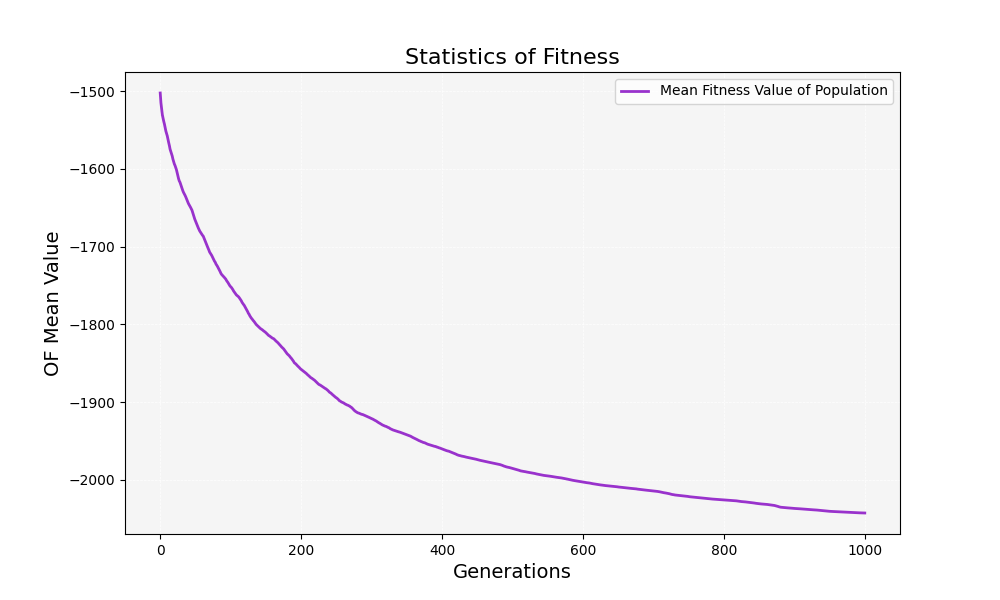 Statistics of Fitness
Mean Fitness Value of Population
OF Mean Value
−1500
−1600
−1700
−1800
−1900
−2000
0 200 400 600 800 1000
Generations